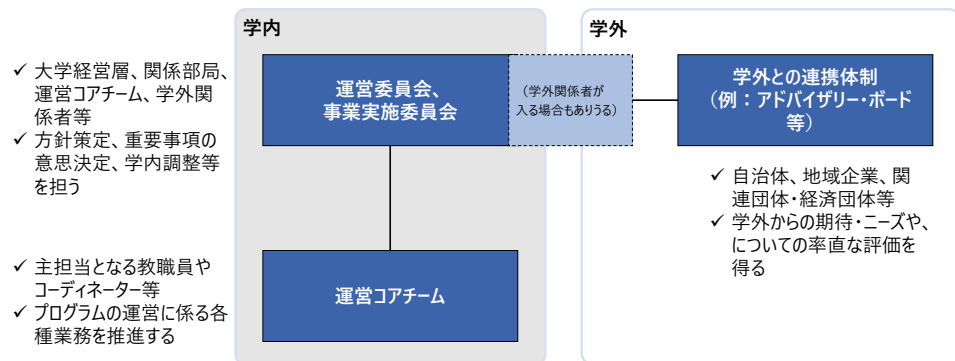 学内
学外
✓ 大学経営層、関係部局、
運営コアチーム、学外関
係者等
✓ 方針策定、重要事項の
意思決定、学内調整等
を担う
運営委員会、
事業実施委員会
（学外関係者が
入る場合もありうる）
学外との連携体制
（例：アドバイザリー・ボード
等）
✓ 自治体、地域企業、関
連団体・経済団体等
✓ 学外からの期待・ニーズや、
についての率直な評価を
得る
✓ 主担当となる教職員や
コーディネーター等
✓ プログラムの運営に係る各
種業務を推進する
運営コアチーム